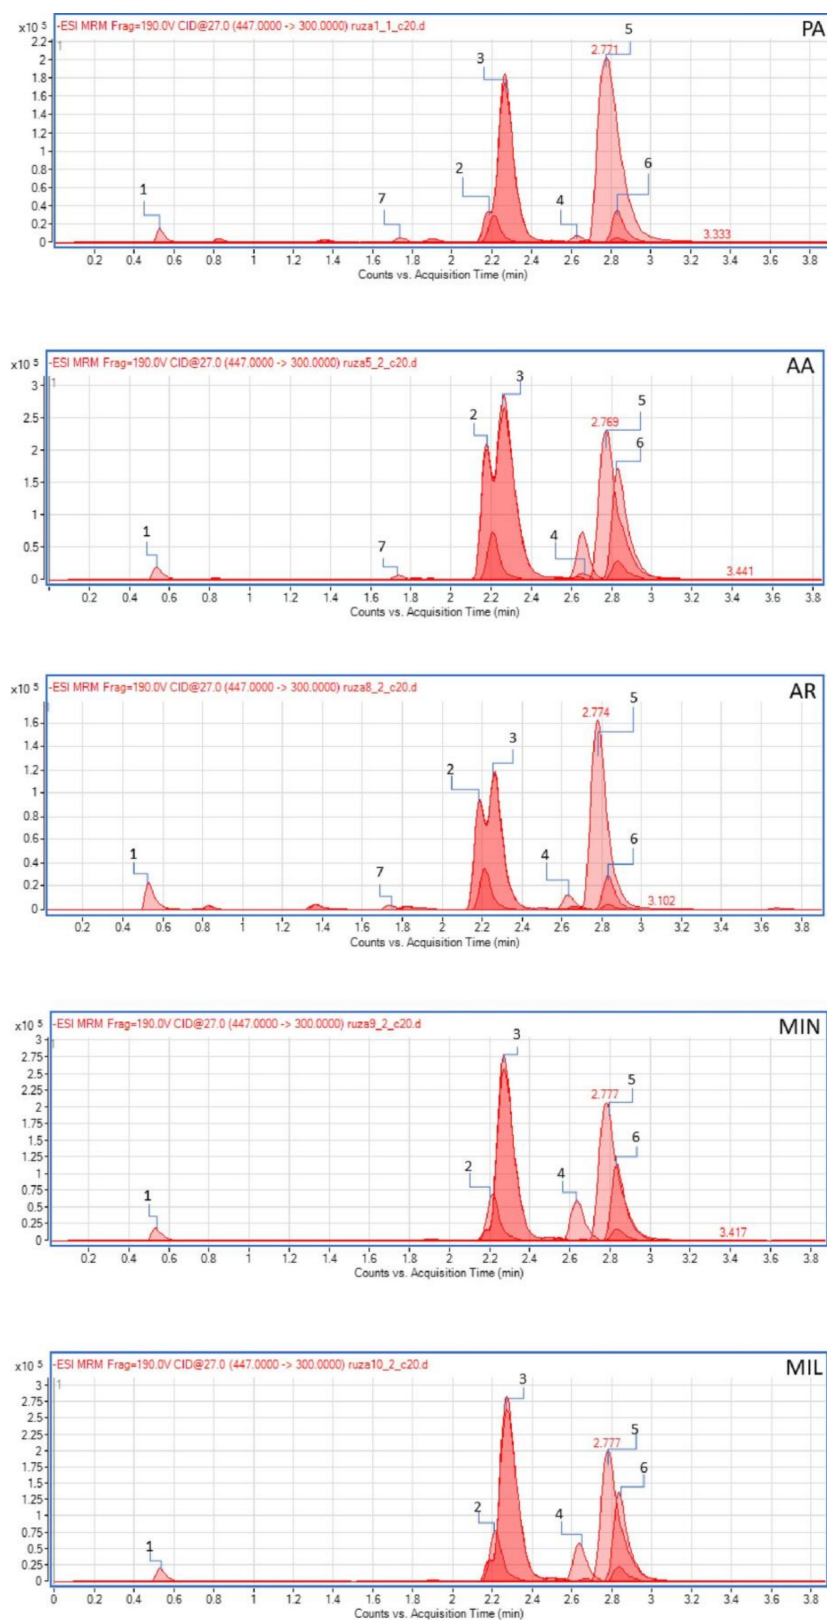 x10 5 -ESI MRM Frag=190.0V CID@27.0 (447.0000 -> 300.0000) ruza1_1_c20.d PA
2.2 1
2
1.8
1.6
1.4
1.2
1
0.8
0.6
0.4
0.2
0
1 7 2 3 4 2.771 5 6 3.333
0.2 0.4 0.6 0.8 1 1.2 1.4 1.6 1.8 2 2.2 2.4 2.6 2.8 3 3.2 3.4 3.6 3.8
Counts vs. Acquisition Time (min)
x10 5 -ESI MRM Frag=190.0V CID@27.0 (447.0000 -> 300.0000) ruza5_2_c20.d AA
3 1
2.5
2
1.5
1
0.5
0
1 7 2 3 4 2.769 5 6 3.441
0.2 0.4 0.6 0.8 1 1.2 1.4 1.6 1.8 2 2.2 2.4 2.6 2.8 3 3.2 3.4 3.6 3.8
Counts vs. Acquisition Time (min)
x10 5 -ESI MRM Frag=190.0V CID@27.0 (447.0000 -> 300.0000) ruza8_2_c20.d AR
1.6
1.4
1.2
1
0.8
0.6
0.4
0.2
0
1 7 2 3 4 2.774 5 6 3.102
0.2 0.4 0.6 0.8 1 1.2 1.4 1.6 1.8 2 2.2 2.4 2.6 2.8 3 3.2 3.4 3.6 3.8
Counts vs. Acquisition Time (min)
x10 5 -ESI MRM Frag=190.0V CID@27.0 (447.0000 -> 300.0000) ruza9_2_c20.d MIN
3
2.75
2.5
2.25
2
1.75
1.5
1.25
1
0.75
0.5
0.25
0
1 2 3 4 2.777 5 6 3.417
0.2 0.4 0.6 0.8 1 1.2 1.4 1.6 1.8 2 2.2 2.4 2.6 2.8 3 3.2 3.4 3.6 3.8
Counts vs. Acquisition Time (min)
x10 5 -ESI MRM Frag=190.0V CID@27.0 (447.0000 -> 300.0000) ruza10_2_c20.d MIL
3 1
2.75
2.5
2.25
2
1.75
1.5
1.25
1
0.75
0.5
0.25
0
1 2 3 4 2.777 5 6
0 0.2 0.4 0.6 0.8 1 1.2 1.4 1.6 1.8 2 2.2 2.4 2.6 2.8 3 3.2 3.4 3.6 3.8
Counts vs. Acquisition Time (min)